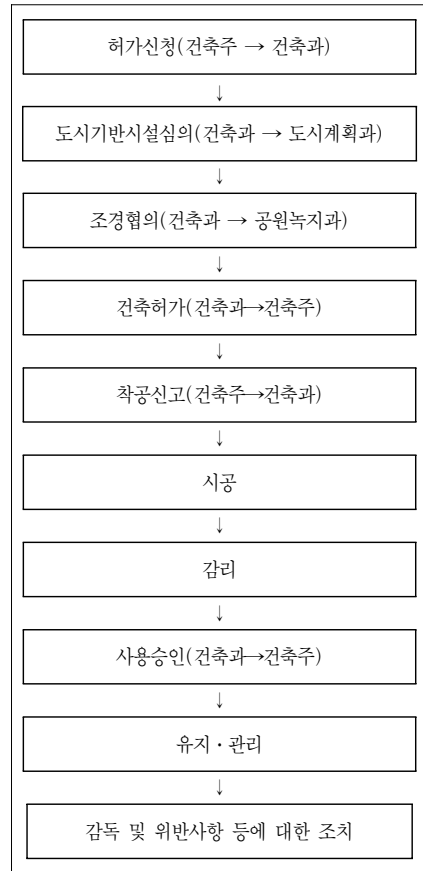 허가신청(건축주 → 건축과)
↓
도시기반시설심의(건축과 → 도시계획과)
↓
조경협의(건축과 → 공원녹지과)
↓
건축허가(건축과→건축주)
↓
착공신고(건축주→건축과)
↓
시공
↓
감리
↓
사용승인(건축과→건축주)
↓
유지·관리
↓
감독 및 위반사항 등에 대한 조치